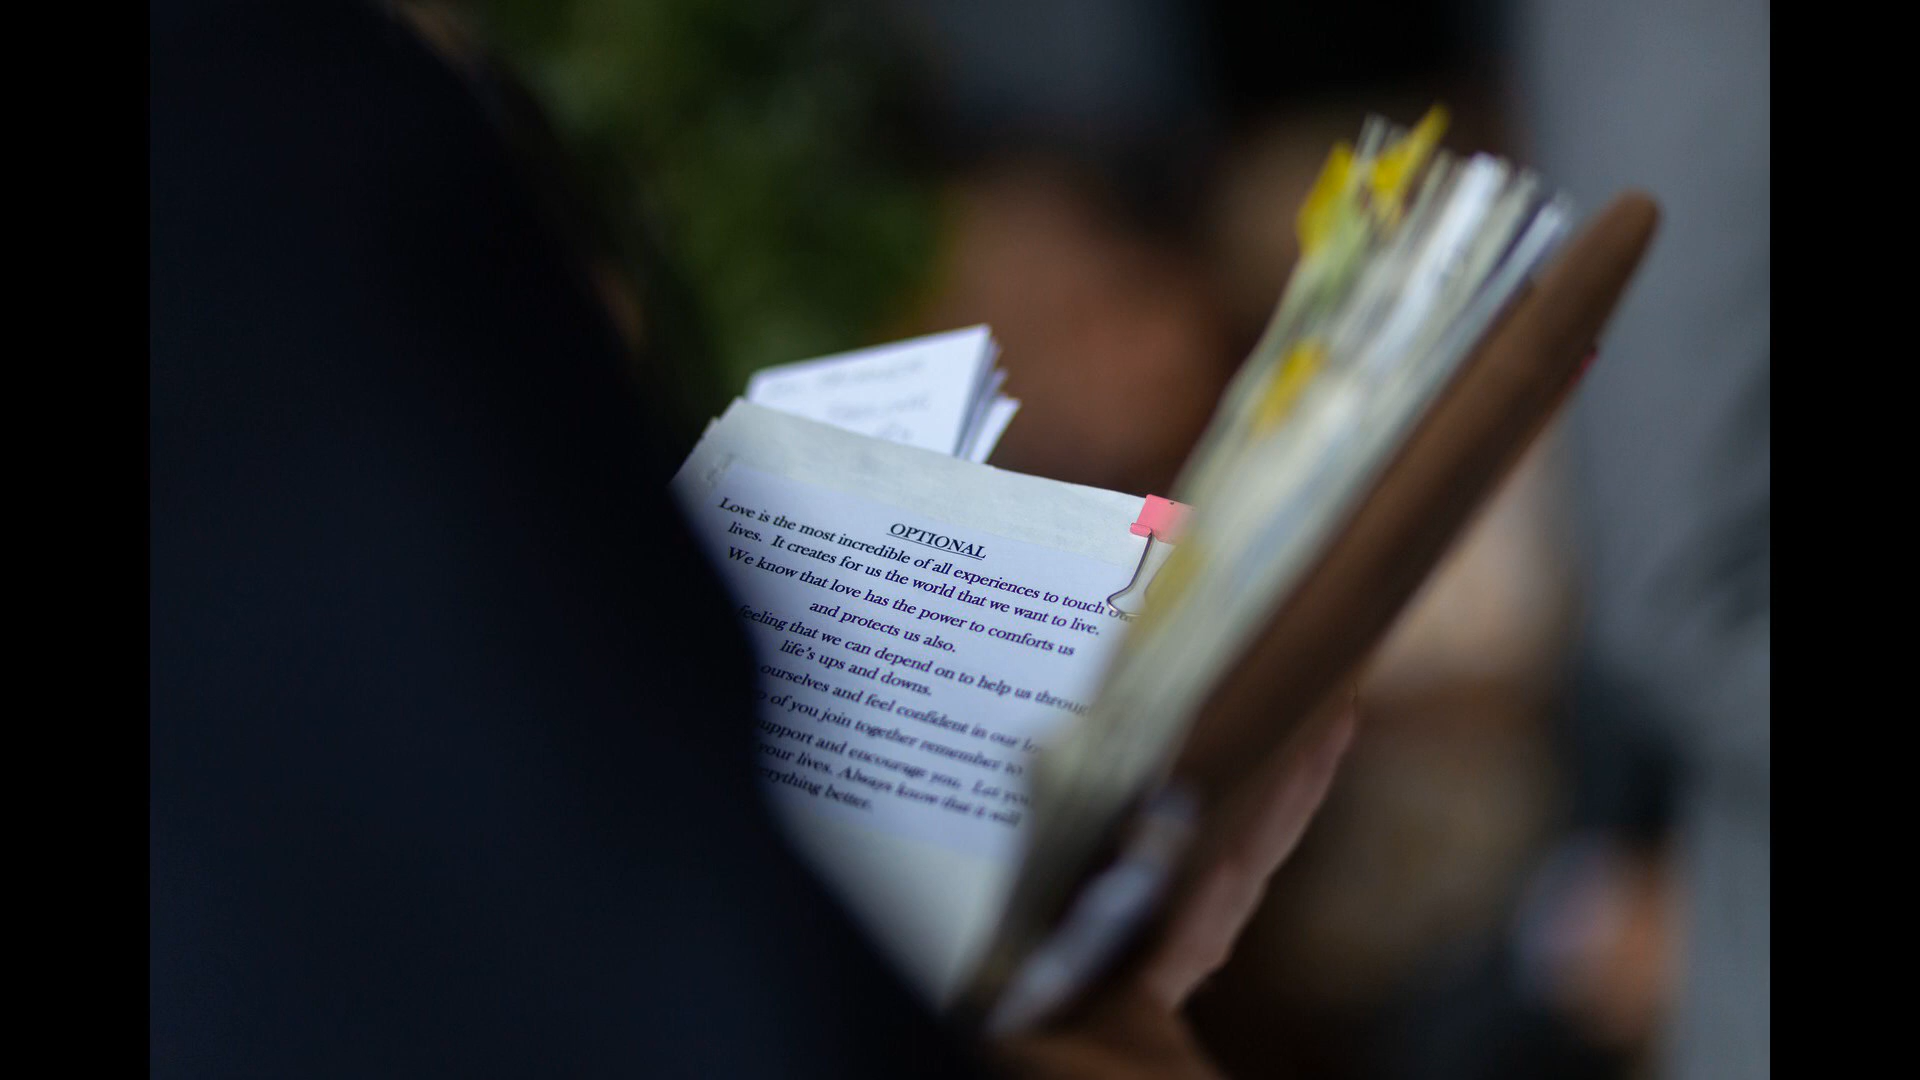 OPTIONAL
Love is the most incredible of all experiences to touch
lives. It creates for us the world that we want to live.
We know that love has the power to comforts us
and protects us also.
feeling that we can depend on to help us through
life's ups and downs.
ourselves and feel confident in our
of you join together remember to
support and encourage you. Let
your lives. Always know that it will
everything better.